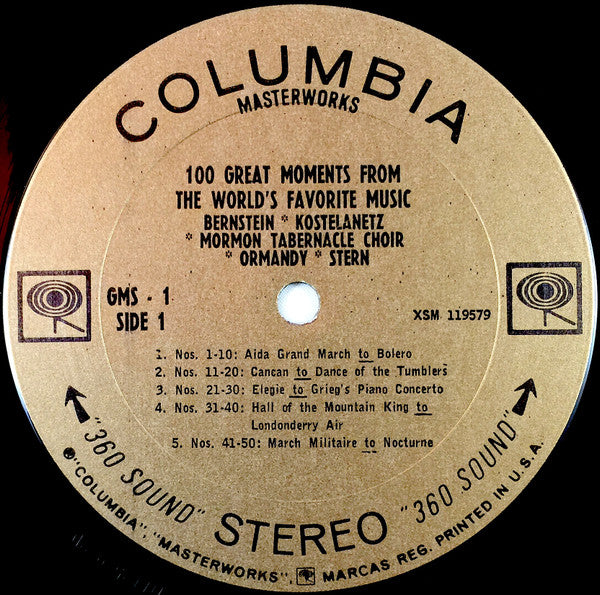 COLUMBIA
MASTERWORKS
100 GREAT MOMENTS FROM
THE WORLD'S FAVORITE MUSIC
BERNSTEIN * KOSTELANETZ
* MORMON TABERNACLE CHOIR
* ORMANDY * STERN
GMS - 1
SIDE 1
XSM 119579
1. Nos. 1-10: Aida Grand March to Bolero
2. Nos. 11-20: Cancan to Dance of the Tumblers
3. Nos. 21-30: Elegie to Grieg's Piano Concerto
4. Nos. 31-40: Hall of the Mountain King to
Londonderry Air
5. Nos. 41-50: March Militaire to Nocturne
"360 SOUND" STEREO "360 SOUND"
® "COLUMBIA", "MASTERWORKS", MARCAS REG. PRINTED IN U.S.A.